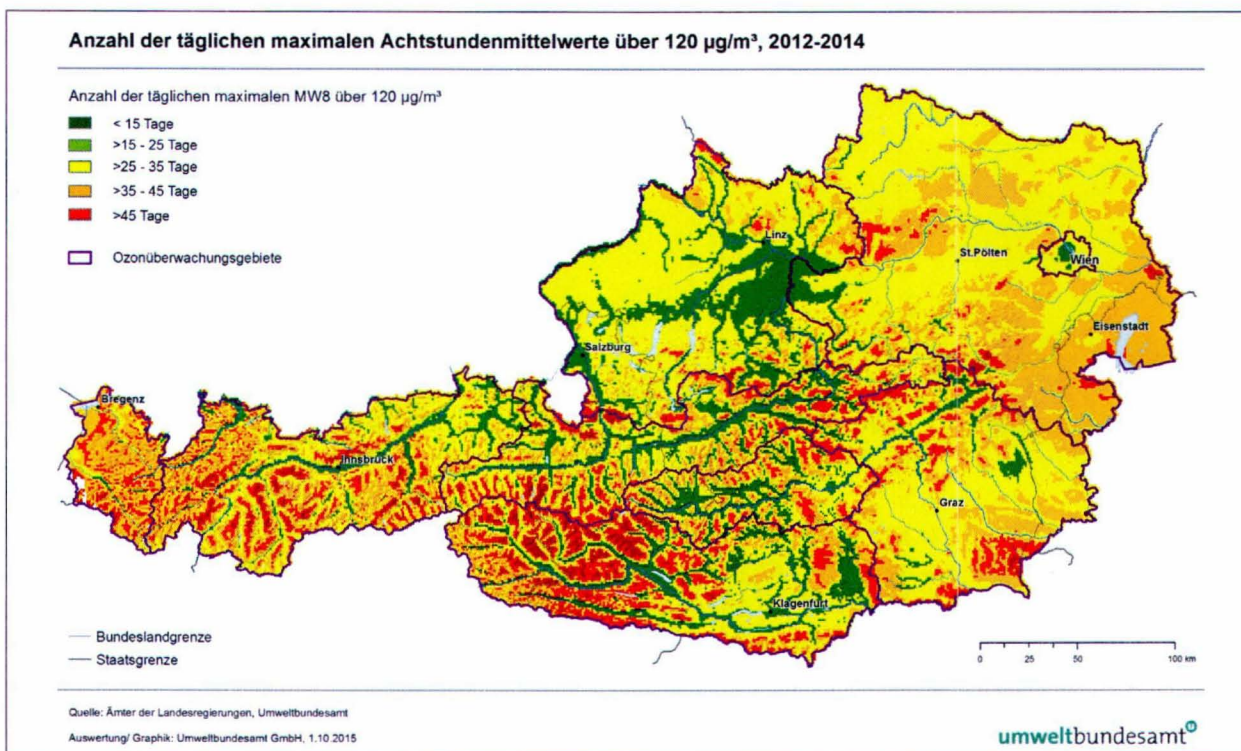 Anzahl der täglichen maximalen Achtstundenmittelwerte über 120 µg/m³, 2012-2014
Anzahl der täglichen maximalen MW8 über 120 µg/m³
< 15 Tage
>15 - 25 Tage
>25 - 35 Tage
>35 - 45 Tage
>45 Tage
Ozonüberwachungsgebiete
Linz
St.Pölten
Wien
Eisenstadt
Salzburg
Bregenz
Innsbruck
Graz
Klagenfurt
Bundeslandgrenze
Staatsgrenze
0 25 50 100 km
Quelle: Ämter der Landesregierungen, Umweltbundesamt
Auswertung/ Graphik: Umweltbundesamt GmbH, 1.10.2015
umweltbundesamt u